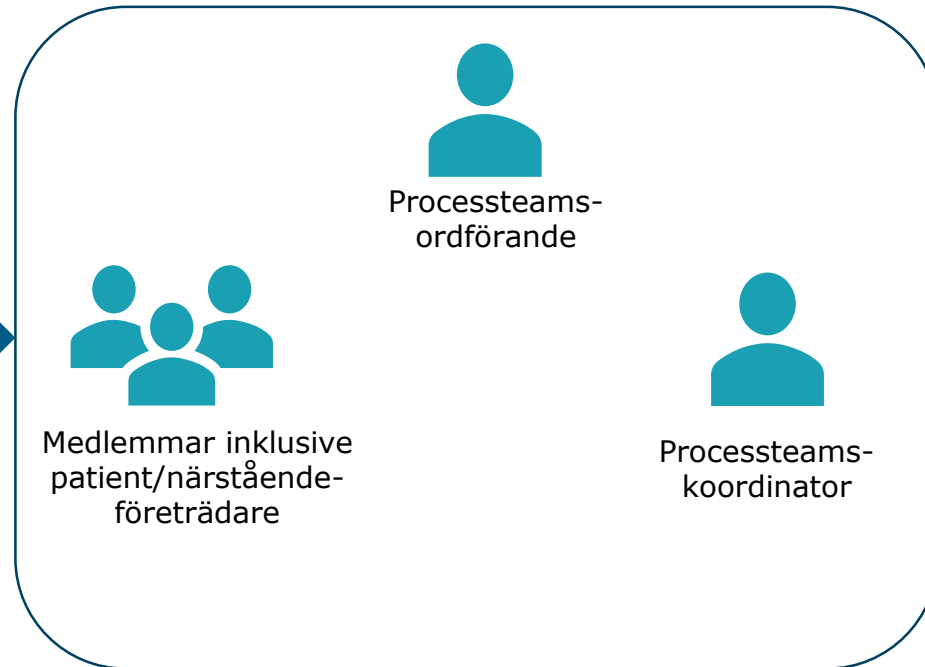 Processteams-
ordförande
Medlemmar inklusive
patient/närstående-
företrädare
Processteams-
koordinator